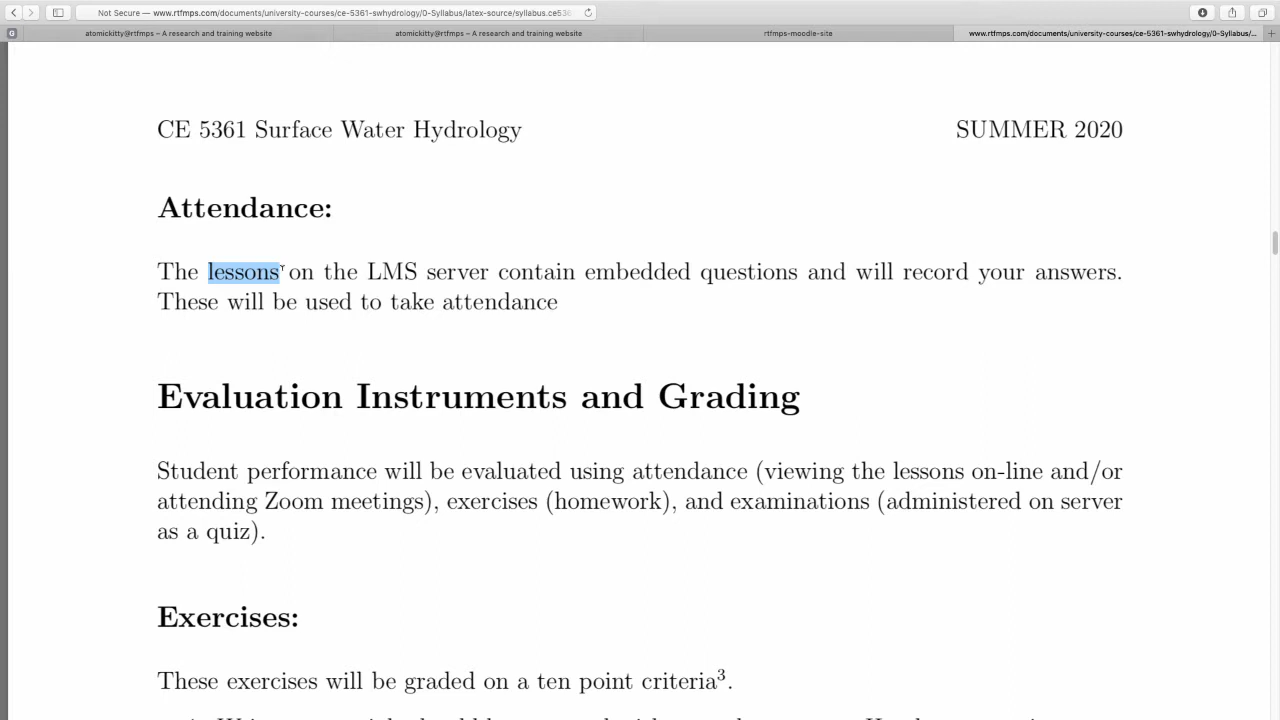 Not Secure — www.rtfmps.com/documents/university-courses/ce-5361-swhydrology/0-Syllabus/latex-source/syllabus.ce53
G
atomickitty@rtfmps – A research and training website
atomickitty@rtfmps – A research and training website
rtfmps-moodle-site
www.rtfmps.com/documents/university-courses/ce-5361-swhydrology/0-Syllabus/...
CE 5361 Surface Water Hydrology SUMMER 2020
Attendance:
The lessons on the LMS server contain embedded questions and will record your answers.
These will be used to take attendance
Evaluation Instruments and Grading
Student performance will be evaluated using attendance (viewing the lessons on-line and/or
attending Zoom meetings), exercises (homework), and examinations (administered on server
as a quiz).
Exercises:
These exercises will be graded on a ten point criteria³.